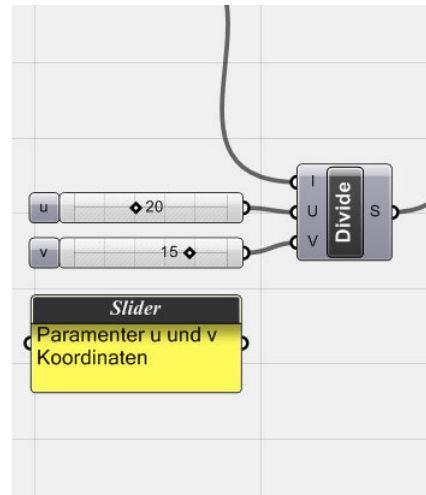 I
u
20
U
Divide
S
v
15
V
Slider
Paramenter u und v
Koordinaten